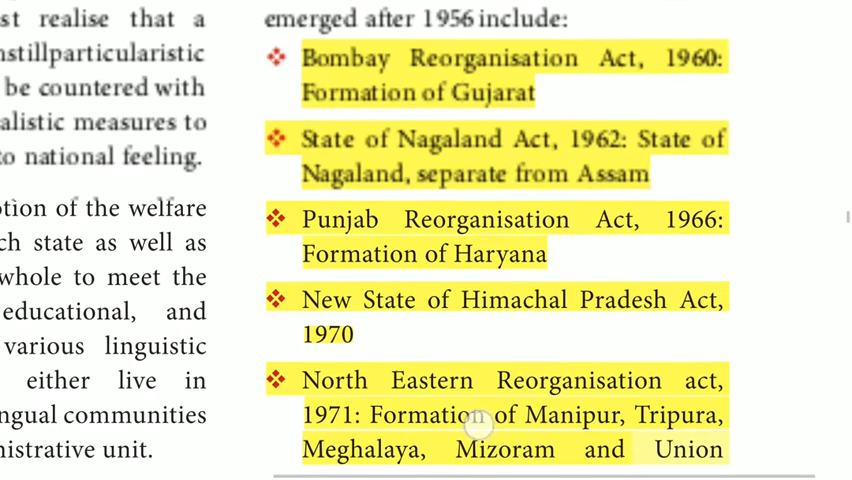 st realise that a
nstillparticularistic
be countered with
alistic measures to
to national feeling.
otion of the welfare
ch state as well as
whole to meet the
educational, and
various linguistic
either live in
ngual communities
nistrative unit.
emerged after 1956 include:
❖ Bombay Reorganisation Act, 1960:
Formation of Gujarat
❖ State of Nagaland Act, 1962: State of
Nagaland, separate from Assam
❖ Punjab Reorganisation Act, 1966:
Formation of Haryana
❖ New State of Himachal Pradesh Act,
1970
❖ North Eastern Reorganisation act,
1971: Formation of Manipur, Tripura,
Meghalaya, Mizoram and Union